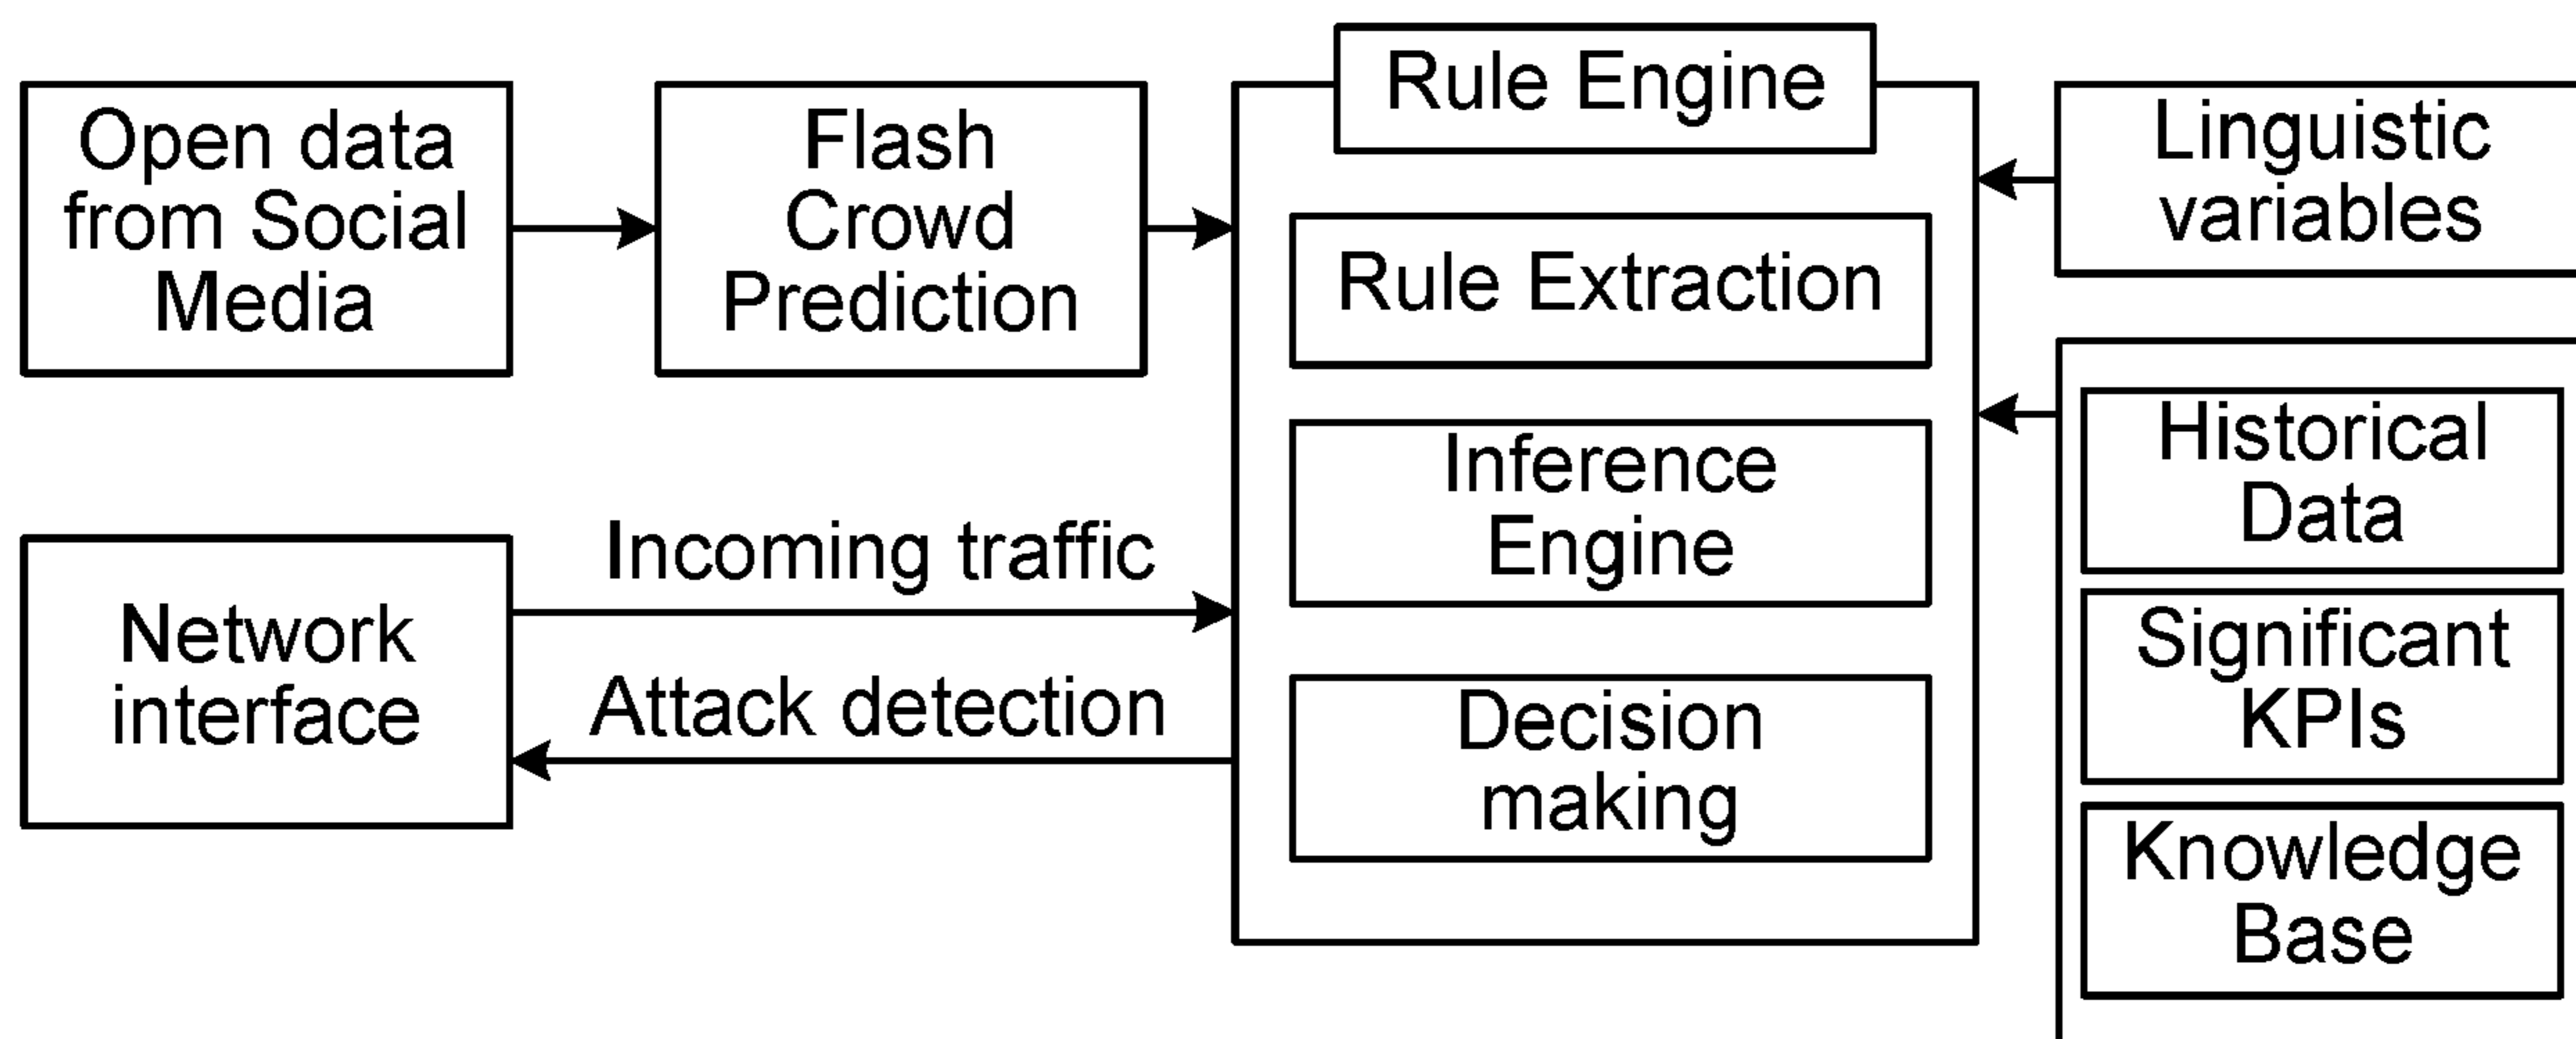 Open data
from Social
Media
Flash
Crowd
Prediction
Rule Engine
Rule Extraction
Inference
Engine
Decision
making
Linguistic
variables
Historical
Data
Significant
KPIs
Knowledge
Base
Network
interface
Incoming traffic
Attack detection